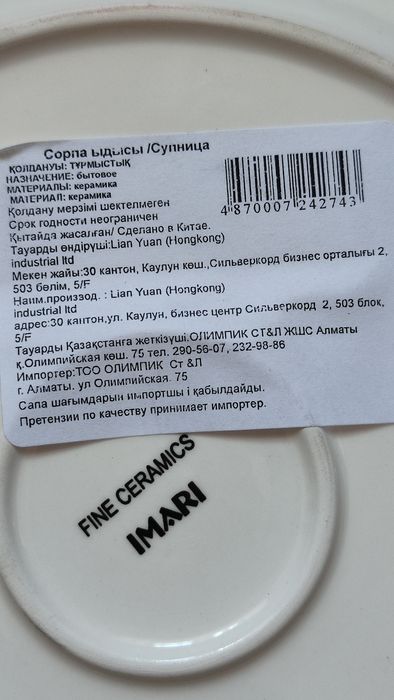 Сорпа ыдысы /Супница
ҚОЛДАНУЫ: ТҰРМЫСТЫҚ
НАЗНАЧЕНИЕ: бытовое
МАТЕРИАЛЫ: керамика
МАТЕРИАЛ: керамика
Қолдану мерзімі шектелмеген
Срок годности неограничен
Қытайда жасалған/ Сделано в Китае.
Тауарды өндіруші:Lian Yuan (Hongkong)
industrial ltd
Мекен жайы:30 кантон, Каулун көш.,Сильверкорд бизнес орталығы 2,
503 бөлім, 5/F
Наим.производ. : Lian Yuan (Hongkong)
industrial ltd
адрес:30 кантон,ул. Каулун, бизнес центр Сильверкорд 2, 503 блок,
5/F
Тауарды Қазақстанға жеткізуші.ОЛИМПИК СТ&Л ЖШС Алматы
қ.Олимпийская көш. 75 тел. 290-56-07, 232-98-86
Импортер:ТОО ОЛИМПИК Ст &Л
г. Алматы. ул Олимпийская. 75
Сапа шағымдарын импортшы і қабылдайды.
Претензии по качеству принимает импортер.
4870007242743
FINE CERAMICS
IMARI